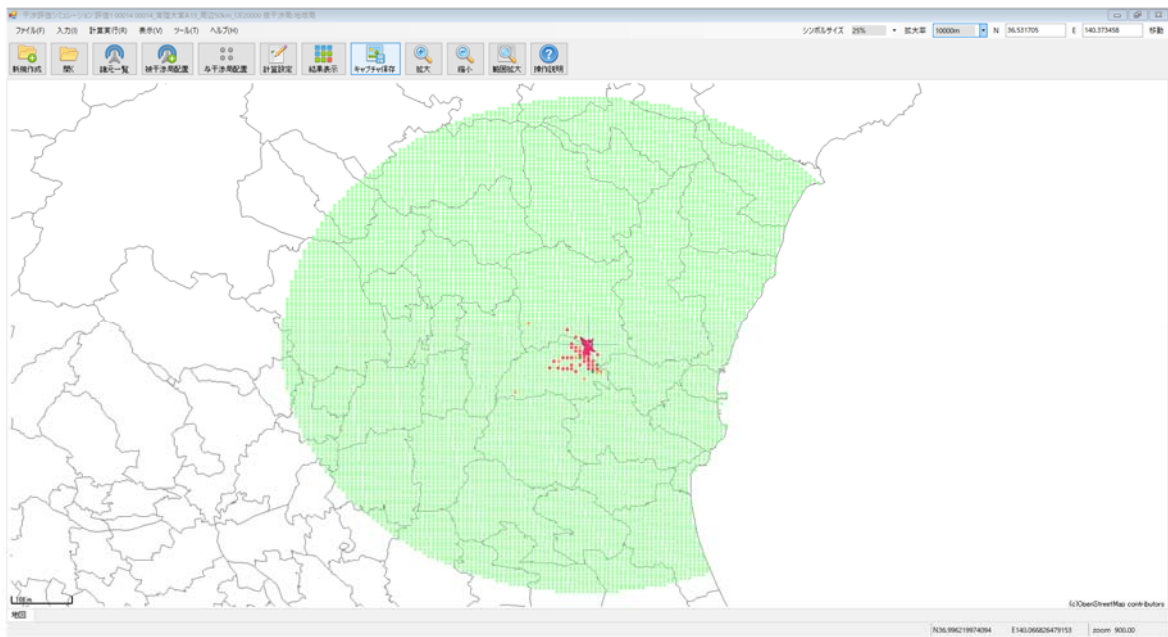 ファイル(F) 入力(I) 計算実行(R) 表示(V) ツール(T) ヘルプ(H)
シンボルサイズ 25% 拡大率 10000m N 36.531705 E 140.373458 移動
新規作成 開く 諸元一覧 被干渉局配置 与干渉局配置 計算設定 結果表示 キャプチャ保存 拡大 縮小 範囲拡大 操作説明
10Km
(c)OpenStreetMap contributors
地図
N36.996219974094 E140.066826479153 zoom 900.00